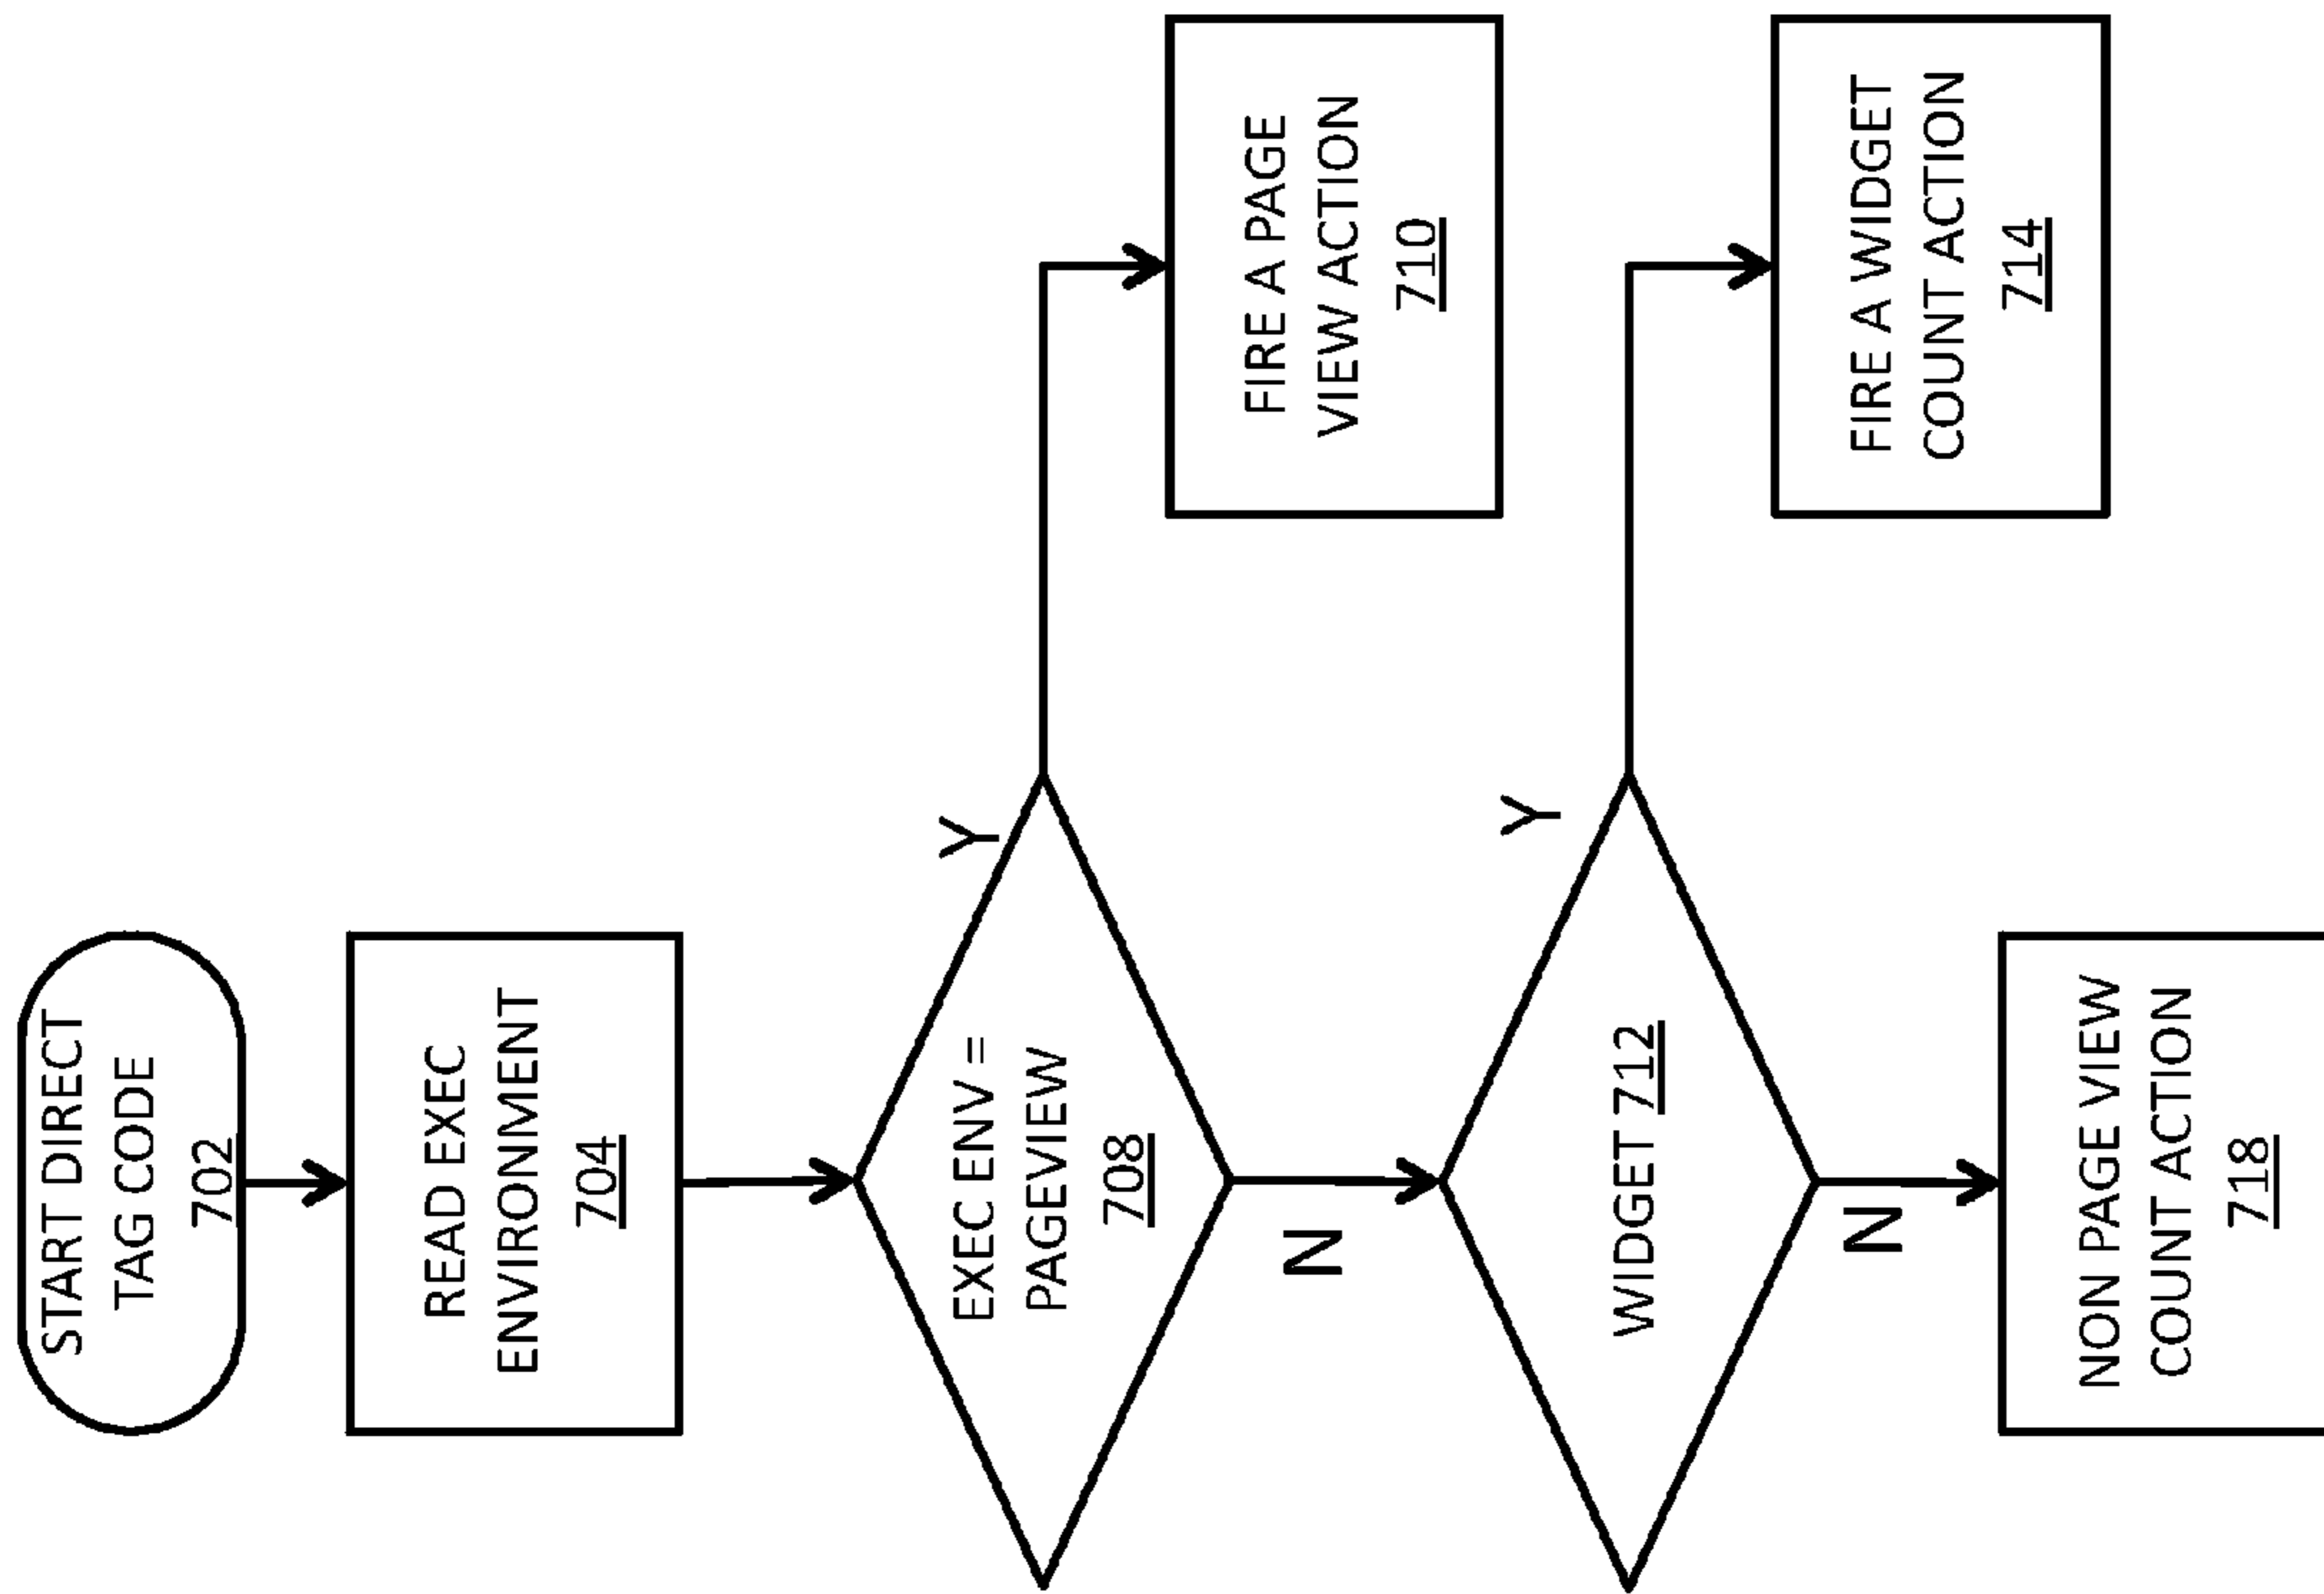 START DIRECT
TAG CODE
702
READ EXEC
ENVIRONMENT
704
EXEC ENV =
PAGEVIEW
708
Y
N
FIRE A PAGE
VIEW ACTION
710
WIDGET 712
Y
N
FIRE A WIDGET
COUNT ACTION
714
NON PAGE VIEW
COUNT ACTION
718